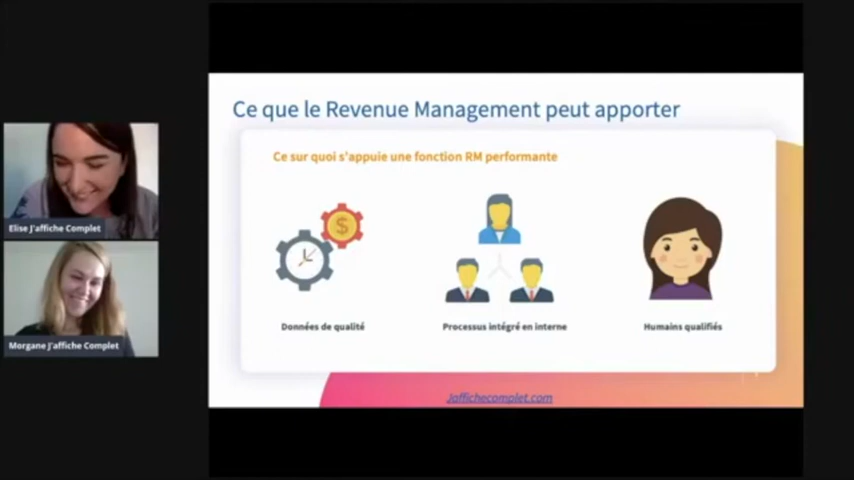 Ce que le Revenue Management peut apporter
Ce sur quoi s'appuie une fonction RM performante
Elise J'affiche Complet
Morgane J'affiche Complet
$
Données de qualité
Processus intégré en interne
Humains qualifiés
Jaffichecomplet.com